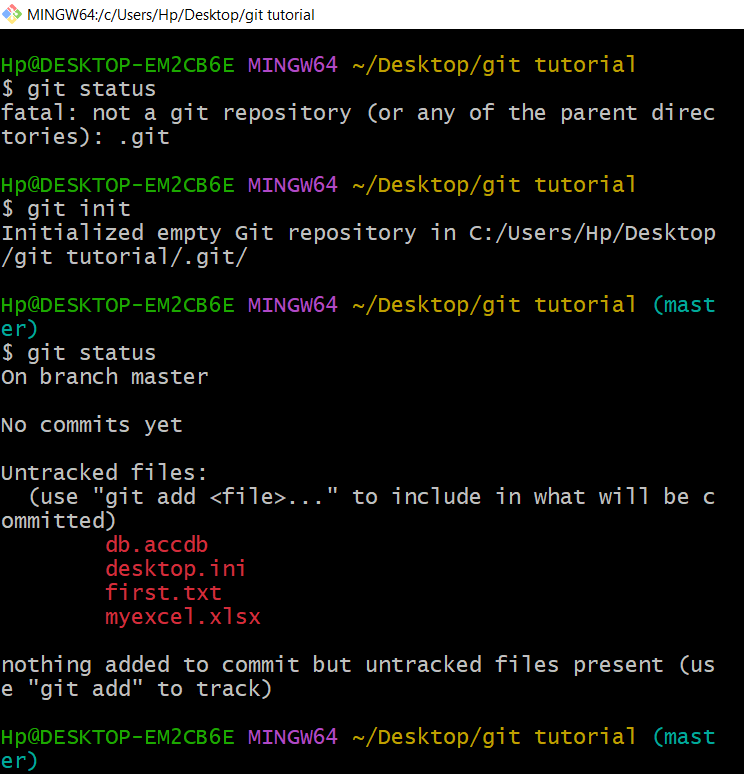 MINGW64:/c/Users/Hp/Desktop/git tutorial
Hp@DESKTOP-EM2CB6E MINGW64 ~/Desktop/git tutorial
$ git status
fatal: not a git repository (or any of the parent direc
tories): .git
Hp@DESKTOP-EM2CB6E MINGW64 ~/Desktop/git tutorial
$ git init
Initialized empty Git repository in C:/Users/Hp/Desktop
/git tutorial/.git/
Hp@DESKTOP-EM2CB6E MINGW64 ~/Desktop/git tutorial (mast
er)
$ git status
On branch master
No commits yet
Untracked files:
  (use "git add <file>..." to include in what will be c
ommitted)
        db.accdb
        desktop.ini
        first.txt
        myexcel.xlsx
nothing added to commit but untracked files present (us
e "git add" to track)
Hp@DESKTOP-EM2CB6E MINGW64 ~/Desktop/git tutorial (mast
er)